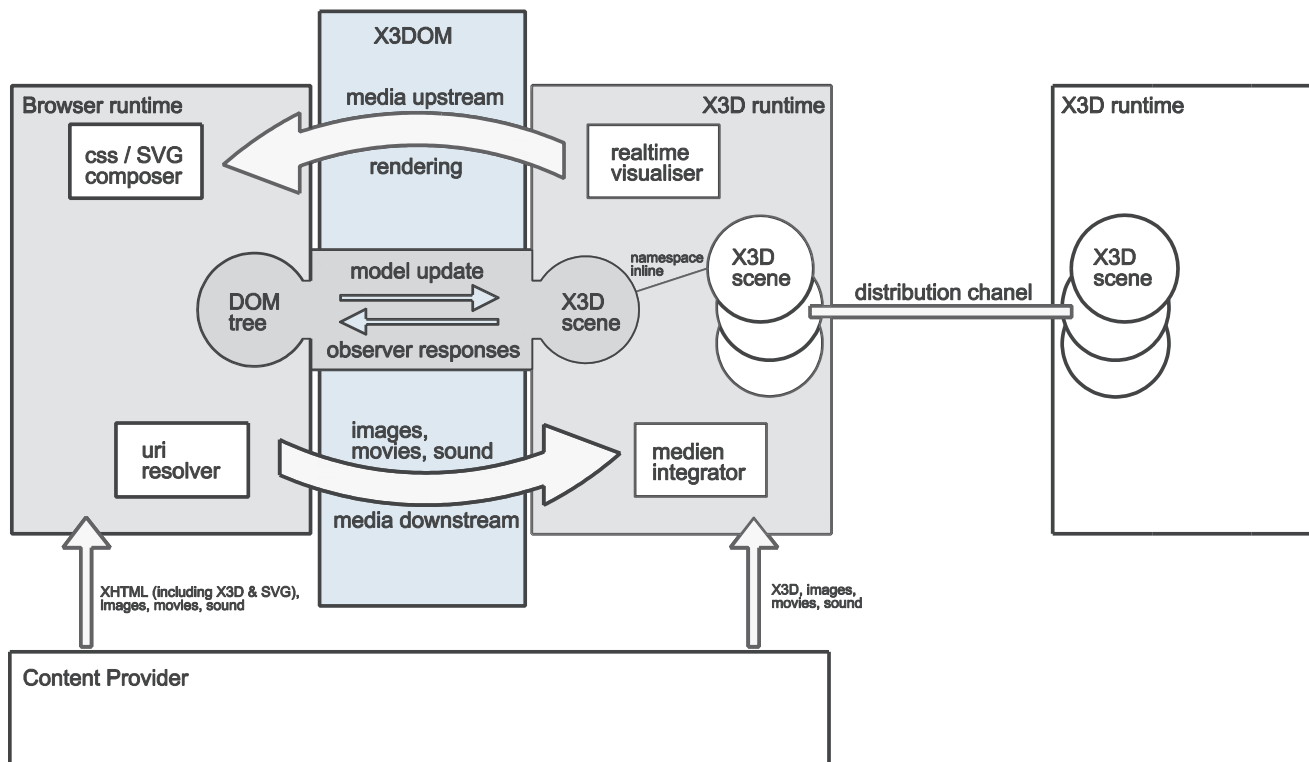 X3DOM
Browser runtime
css / SVG
composer
media upstream
rendering
X3D runtime
realtime
visualiser
X3D runtime
DOM
tree
model update
observer responses
X3D
scene
namespace
inline
X3D
scene
distribution chanel
X3D
scene
uri
resolver
images,
movies, sound
media downstream
medien
integrator
XHTML (including X3D & SVG),
images, movies, sound
X3D, images,
movies, sound
Content Provider